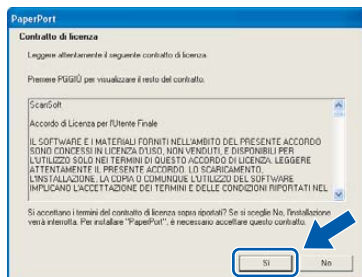 PaperPort
Contratto di licenza
Leggere attentamente il seguente contratto di licenza.
Premere PGGIÙ per visualizzare il resto del contratto.
ScanSoft
Accordo di Licenza per l'Utente Finale
IL SOFTWARE E I MATERIALI FORNITI NELL'AMBITO DEL PRESENTE ACCORDO
SONO CONCESSI IN LICENZA D'USO, NON VENDUTI, E DISPONIBILI PER
L'UTILIZZO SOLO NEI TERMINI DI QUESTO ACCORDO DI LICENZA. LEGGERE
ATTENTAMENTE IL PRESENTE ACCORDO. LO SCARICAMENTO,
L'INSTALLAZIONE, LA COPIA O COMUNQUE L'UTILIZZO DEL SOFTWARE
IMPLICANO L'ACCETTAZIONE DEI TERMINI E DELLE CONDIZIONI RIPORTATI NEL
Si accettano i termini del contratto di licenza sopra riportati? Se si sceglie No, l'installazione
verrà interrotta. Per installare "PaperPort", è necessario accettare questo contratto.
Sì
No